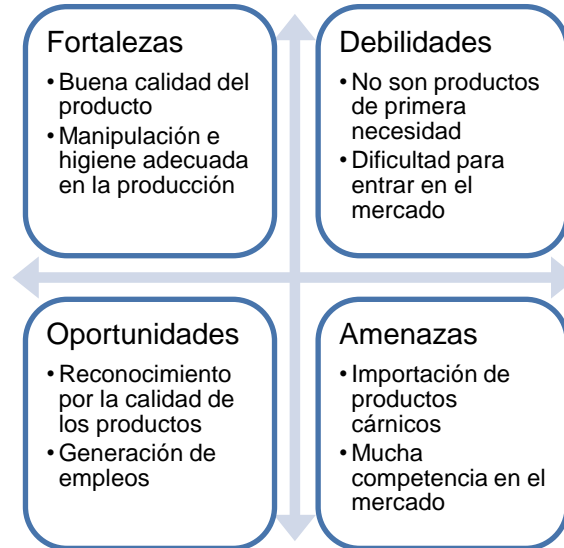 Fortalezas
• Buena calidad del
producto
• Manipulación e
higiene adecuada
en la producción
Debilidades
• No son productos
de primera
necesidad
• Dificultad para
entrar en el
mercado
Oportunidades
• Reconocimiento
por la calidad de
los productos
• Generación de
empleos
Amenazas
• Importación de
productos
cárnicos
• Mucha
competencia en el
mercado